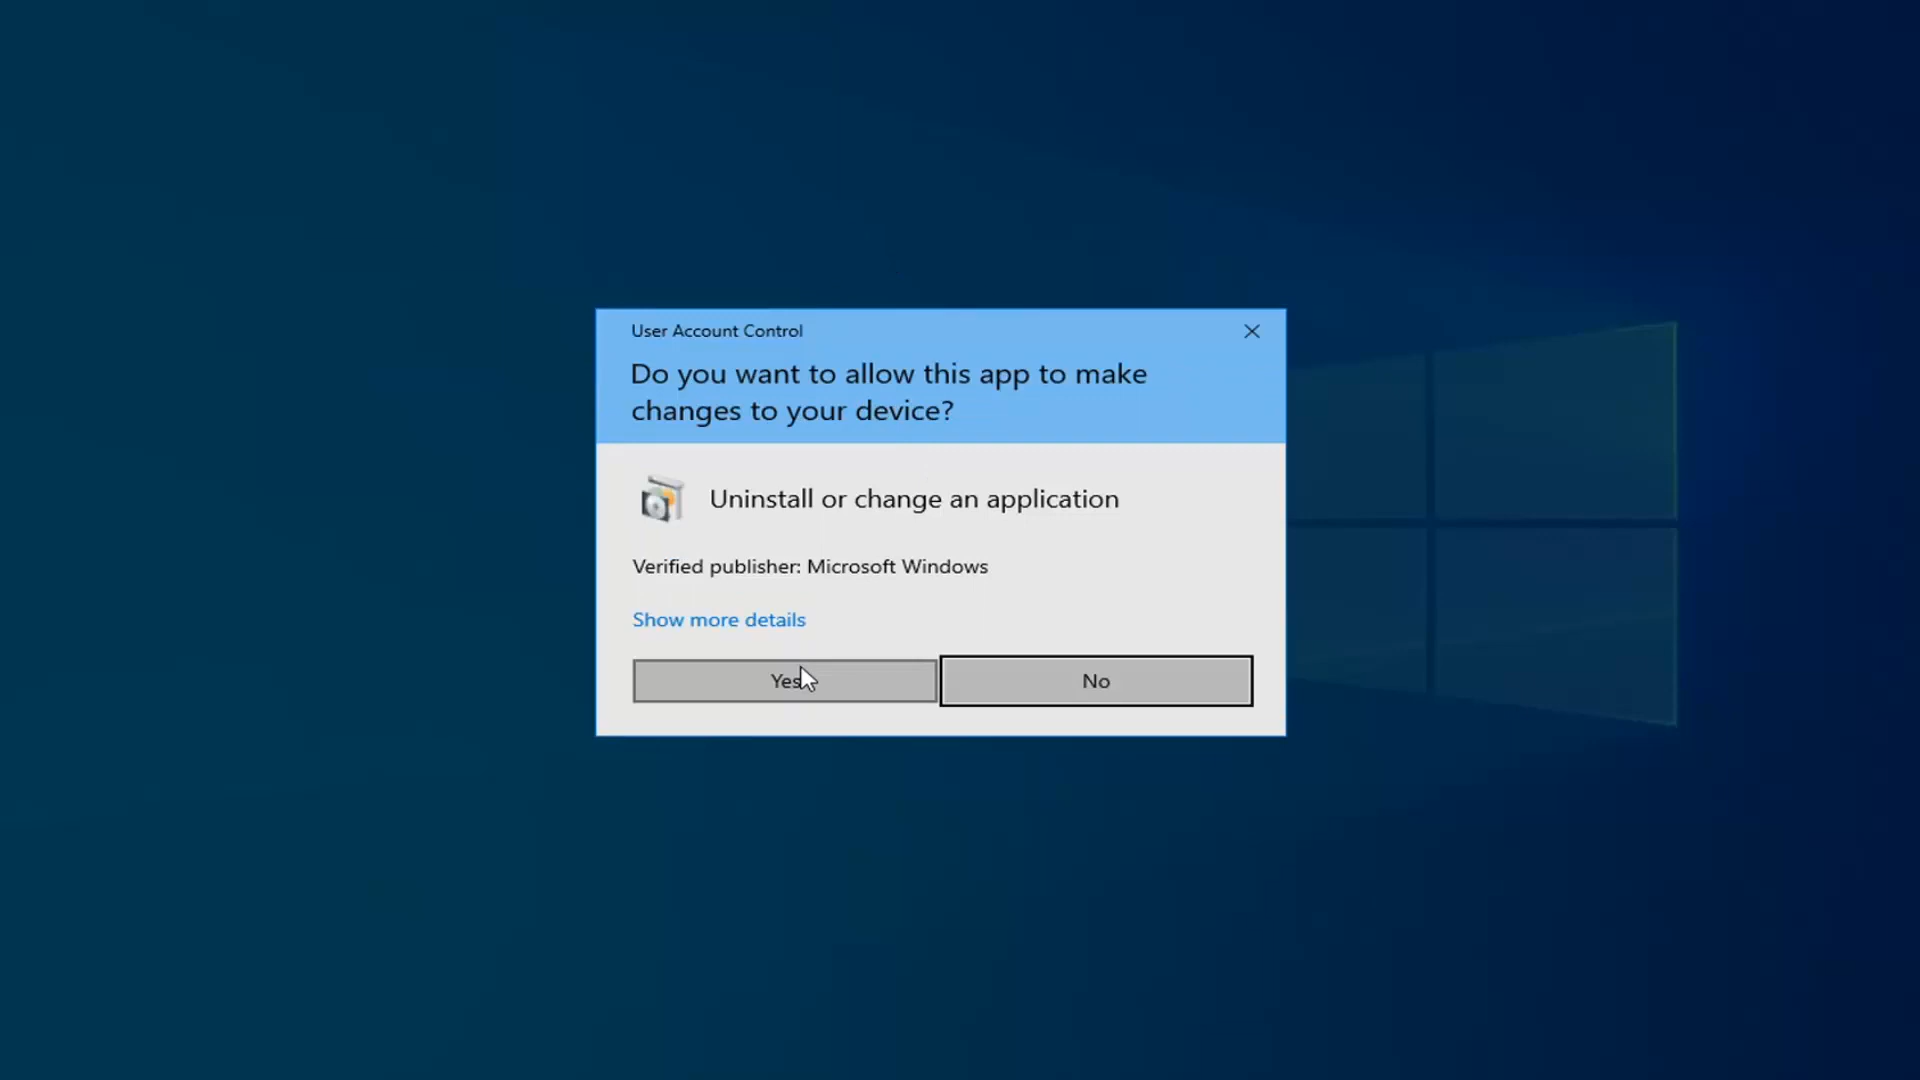 User Account Control
Do you want to allow this app to make
changes to your device?
Uninstall or change an application
Verified publisher: Microsoft Windows
Show more details
Yes
No